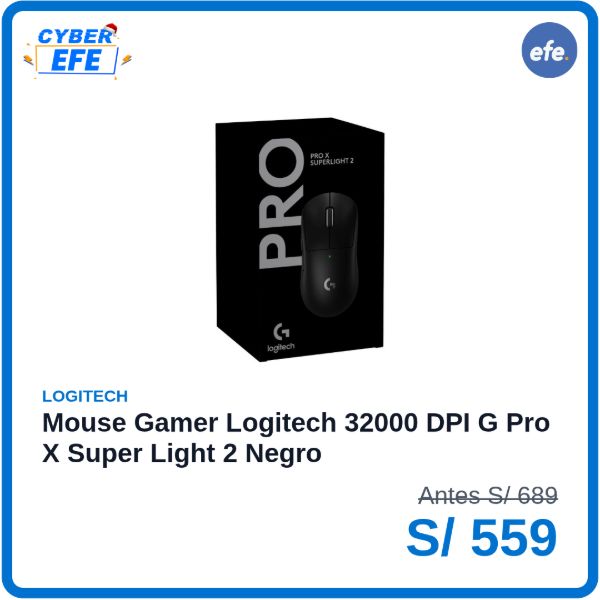 CYBER
EFE
efe.
PRO
PRO X
SUPERLIGHT 2
G
logitech
LOGITECH
Mouse Gamer Logitech 32000 DPI G Pro
X Super Light 2 Negro
Antes S/ 689
S/ 559